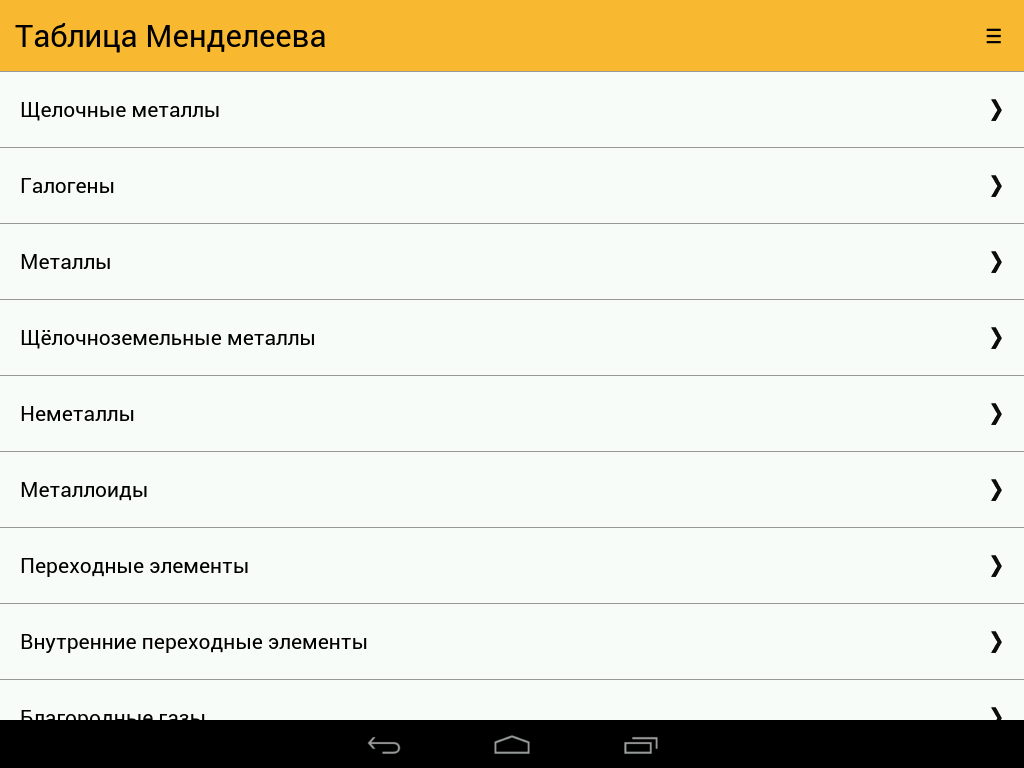 Таблица Менделеева
Щелочные металлы
Галогены
Металлы
Щёлочноземельные металлы
Неметаллы
Металлоиды
Переходные элементы
Внутренние переходные элементы
Благородные газы